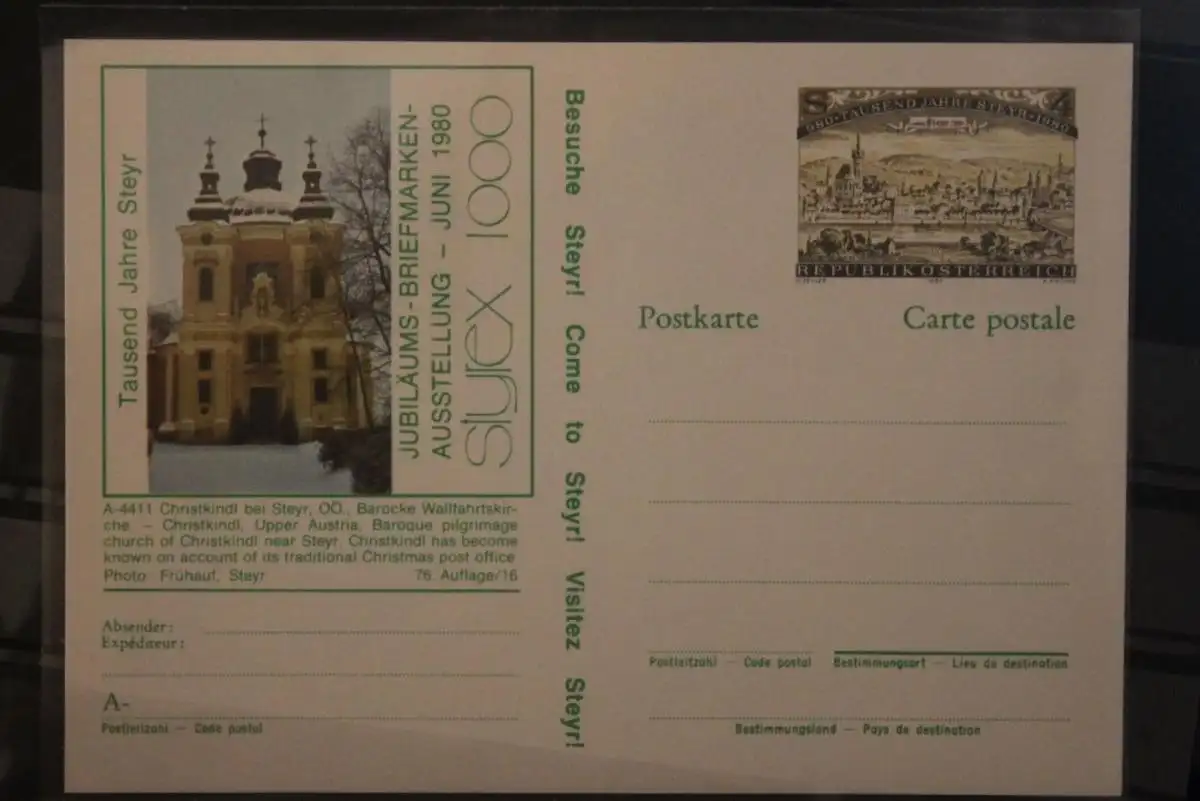 Tausend Jahre Steyr
JUBILÄUMS-BRIEFMARKEN-
AUSSTELLUNG – JUNI 1980
Styrex 1000
A-4411 Christkindl bei Steyr, OÖ., Barocke Wallfahrtskir-
che – Christkindl, Upper Austria, Baroque pilgrimage
church of Christkindl near Steyr. Christkindl has become
known on account of its traditional Christmas post office
Photo: Frühauf, Steyr 76. Auflage/16
Absender:
Expéditeur:
A-
Postleitzahl — Code postal
Besuche Steyr! Come to Steyr! Visitez Steyr!
S 4
980·TAUSEND JAHRE STEYR·1980
REPUBLIK ÖSTERREICH
Postkarte Carte postale
Postleitzahl — Code postal Bestimmungsort — Lieu de destination
Bestimmungsland — Pays de destination